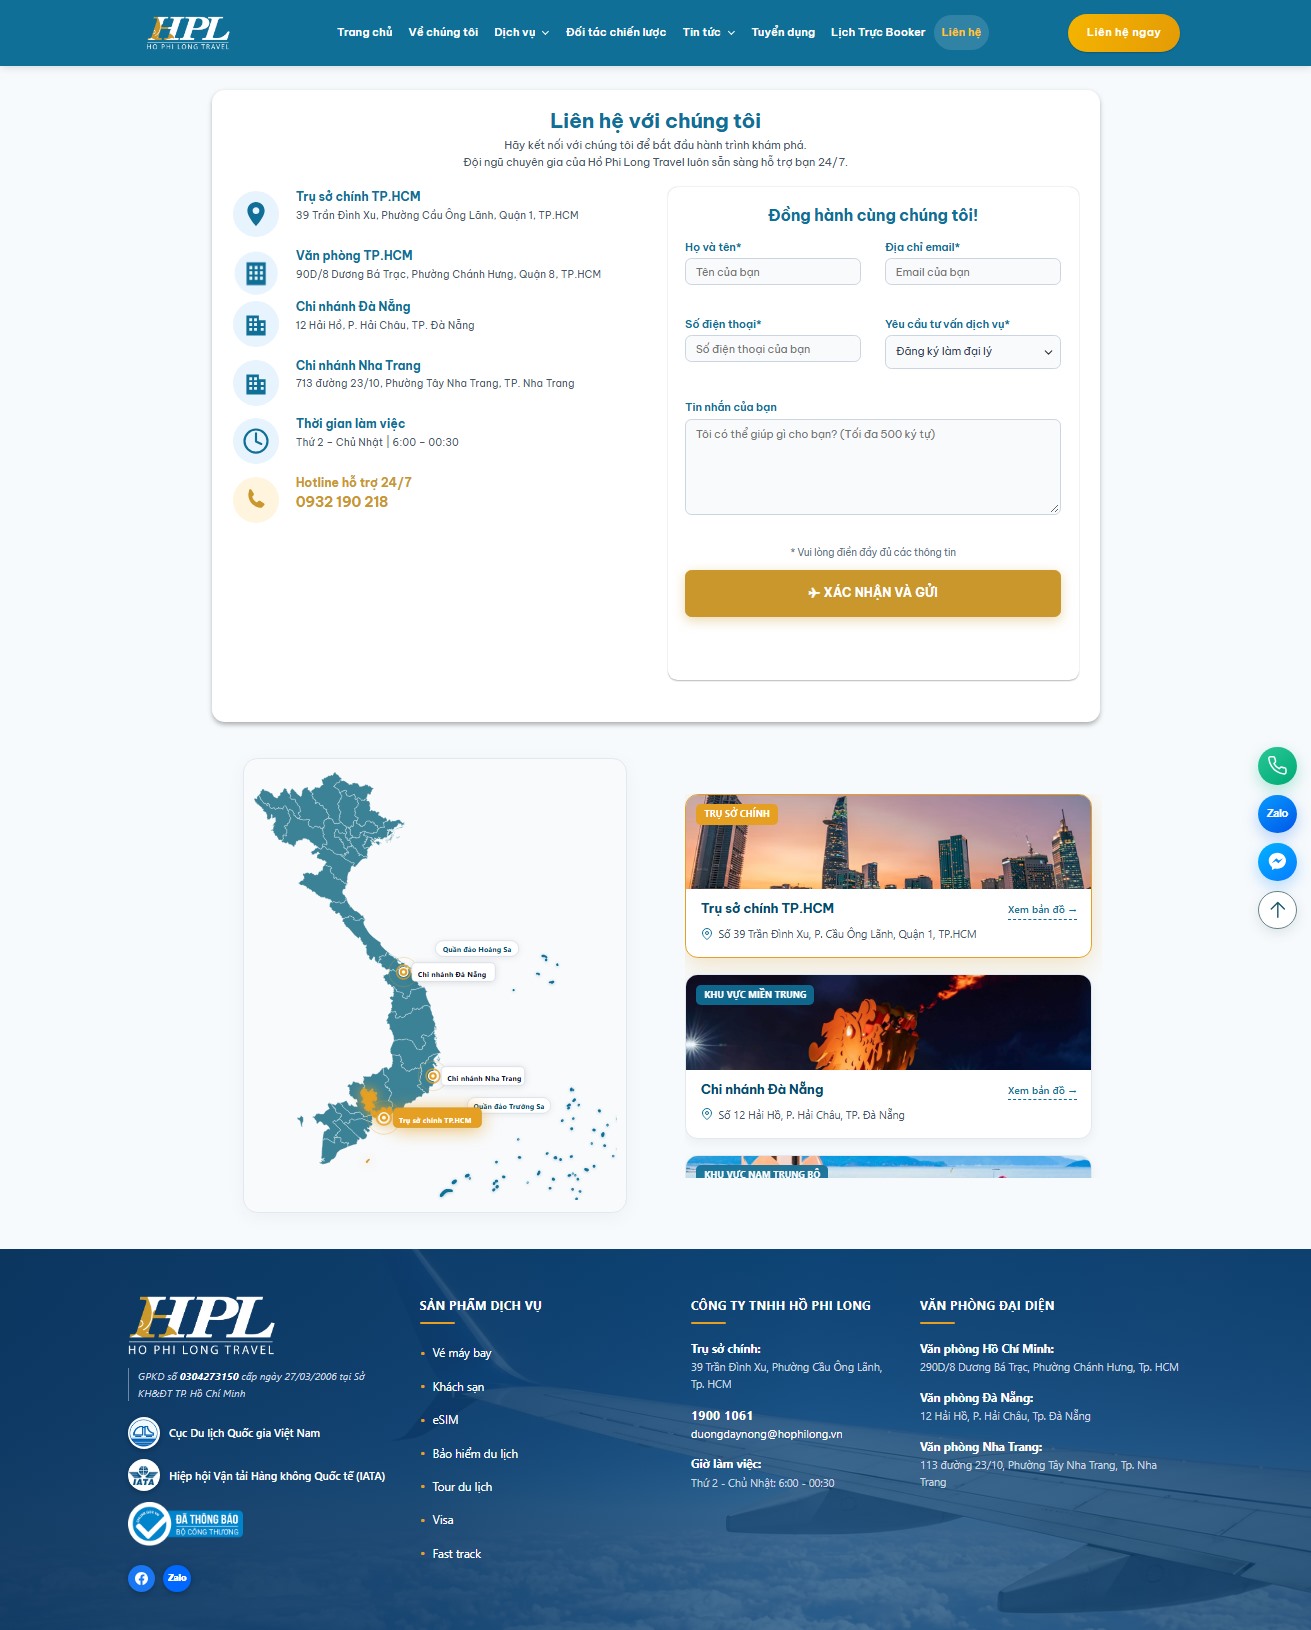 HPL
HO PHI LONG TRAVEL
Trang chủ
Về chúng tôi
Dịch vụ
Đối tác chiến lược
Tin tức
Tuyển dụng
Lịch Trực Booker
Liên hệ
Liên hệ ngay
Liên hệ với chúng tôi
Hãy kết nối với chúng tôi để bắt đầu hành trình khám phá.
Đội ngũ chuyên gia của Hồ Phi Long Travel luôn sẵn sàng hỗ trợ bạn 24/7.
Trụ sở chính TP.HCM
39 Trần Đình Xu, Phường Cầu Ông Lãnh, Quận 1, TP.HCM
Văn phòng TP.HCM
90D/8 Dương Bá Trạc, Phường Chánh Hưng, Quận 8, TP.HCM
Chi nhánh Đà Nẵng
12 Hải Hồ, P. Hải Châu, TP. Đà Nẵng
Chi nhánh Nha Trang
713 đường 23/10, Phường Tây Nha Trang, TP. Nha Trang
Thời gian làm việc
Thứ 2 – Chủ Nhật | 6:00 – 00:30
Hotline hỗ trợ 24/7
0932 190 218
Đồng hành cùng chúng tôi!
Họ và tên*
Địa chỉ email*
Tên của bạn
Email của bạn
Số điện thoại*
Yêu cầu tư vấn dịch vụ*
Số điện thoại của bạn
Đăng ký làm đại lý
Tin nhắn của bạn
Tôi có thể giúp gì cho bạn? (Tối đa 500 ký tự)
* Vui lòng điền đầy đủ các thông tin
✈ XÁC NHẬN VÀ GỬI
Quần đảo Hoàng Sa
Chi nhánh Đà Nẵng
Chi nhánh Nha Trang
Quần đảo Trường Sa
Trụ sở chính TP.HCM
TRỤ SỞ CHÍNH
Trụ sở chính TP.HCM
Xem bản đồ →
Số 39 Trần Đình Xu, P. Cầu Ông Lãnh, Quận 1, TP.HCM
KHU VỰC MIỀN TRUNG
Chi nhánh Đà Nẵng
Xem bản đồ →
Số 12 Hải Hồ, P. Hải Châu, TP. Đà Nẵng
KHU VỰC NAM TRUNG BỘ
Zalo
HPL
HO PHI LONG TRAVEL
GPKD số 0304273150 cấp ngày 27/03/2006 tại Sở
KH&ĐT TP. Hồ Chí Minh
Cục Du lịch Quốc gia Việt Nam
IATA
Hiệp hội Vận tải Hàng không Quốc tế (IATA)
ĐÃ THÔNG BÁO
BỘ CÔNG THƯƠNG
Zalo
SẢN PHẨM DỊCH VỤ
Vé máy bay
Khách sạn
eSIM
Bảo hiểm du lịch
Tour du lịch
Visa
Fast track
CÔNG TY TNHH HỒ PHI LONG
Trụ sở chính:
39 Trần Đình Xu, Phường Cầu Ông Lãnh,
Tp. HCM
1900 1061
duongdaynong@hophilong.vn
Giờ làm việc:
Thứ 2 - Chủ Nhật: 6:00 - 00:30
VĂN PHÒNG ĐẠI DIỆN
Văn phòng Hồ Chí Minh:
290D/8 Dương Bá Trạc, Phường Chánh Hưng, Tp. HCM
Văn phòng Đà Nẵng:
12 Hải Hồ, P. Hải Châu, Tp. Đà Nẵng
Văn phòng Nha Trang:
113 đường 23/10, Phường Tây Nha Trang, Tp. Nha
Trang